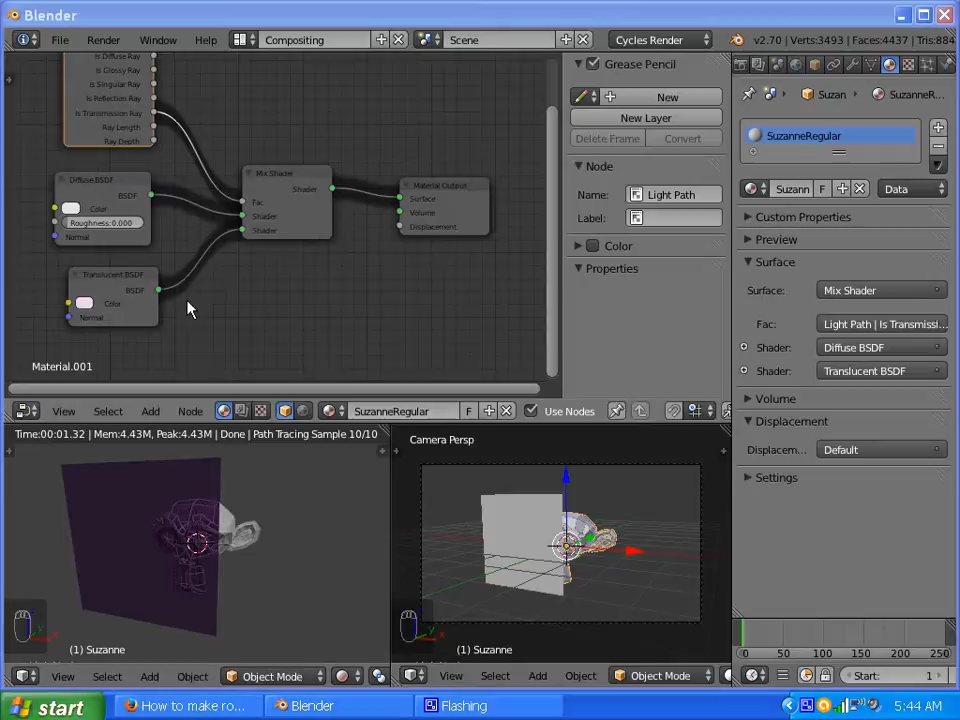 Blender
File Render Window Help Compositing Scene Cycles Render v2.70 | Verts:3493 | Faces:4437 | Tris:884
Is Diffuse Ray
Is Glossy Ray
Is Singular Ray
Is Reflection Ray
Is Transmission Ray
Ray Length
Ray Depth
Diffuse BSDF
BSDF
Color
Roughness:0.000
Normal
Translucent BSDF
BSDF
Color
Normal
Mix Shader
Shader
Fac
Shader
Shader
Material Output
Surface
Volume
Displacement
Material.001
Grease Pencil
New
New Layer
Delete Frame Convert
Node
Name: Light Path
Label:
Color
Properties
Suzan SuzanneR...
SuzanneRegular
Suzann F Data
Custom Properties
Preview
Surface
Surface: Mix Shader
Fac: Light Path | Is Transmissi...
Shader: Diffuse BSDF
Shader: Translucent BSDF
Volume
Displacement
Displacem... Default
Settings
View Select Add Node SuzanneRegular F Use Nodes
Time:00:01.32 | Mem:4.43M, Peak:4.43M | Done | Path Tracing Sample 10/10
(1) Suzanne
View Select Add Object Object Mode
Camera Persp
(1) Suzanne
View Select Add Object Object Mode
0 50 100 150 200 250
Start: 1
start How to make ro... Blender Flashing 5:44 AM